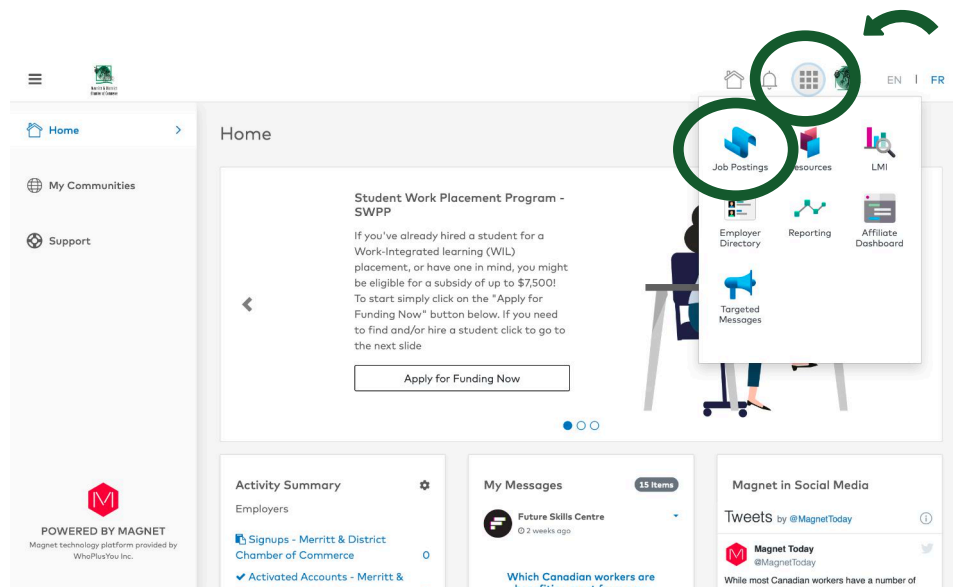 Merritt & District
Chamber of Commerce
EN | FR
Home
My Communities
Support
Home
Job Postings
Resources
LMI
Employer
Directory
Reporting
Affiliate
Dashboard
Targeted
Messages
Student Work Placement Program -
SWPP
If you've already hired a student for a
Work-Integrated learning (WIL)
placement, or have one in mind, you might
be eligible for a subsidy of up to $7,500!
To start simply click on the "Apply for
Funding Now" button below. If you need
to find and/or hire a student click to go to
the next slide
Apply for Funding Now
Activity Summary
Employers
Signups - Merritt & District
Chamber of Commerce 0
Activated Accounts - Merritt &
My Messages 15 Items
Future Skills Centre
2 weeks ago
Which Canadian workers are
Magnet in Social Media
Tweets by @MagnetToday
Magnet Today
@MagnetToday
While most Canadian workers have a number of
M
POWERED BY MAGNET
Magnet technology platform provided by
WhoPlusYou Inc.